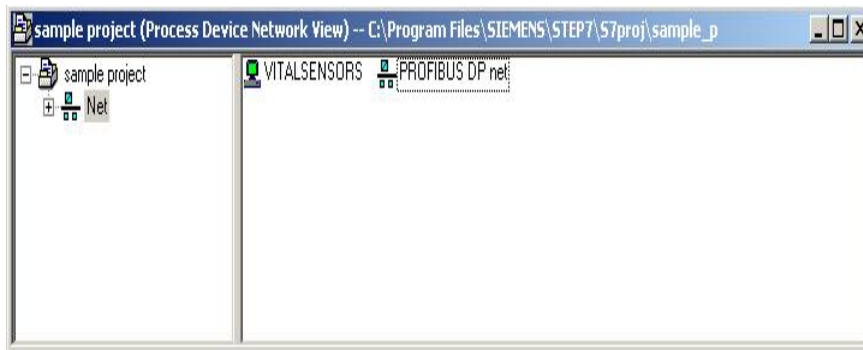 sample project (Process Device Network View) -- C:\Program Files\SIEMENS\STEP7\S7proj\sample_p
sample project
Net
VITALSENSORS PROFIBUS DP net